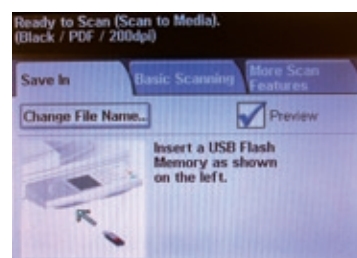 Ready to Scan (Scan to Media).
(Black / PDF / 200dpi)
Save In
Basic Scanning
More Scan
Features
Change File Name...
Preview
Insert a USB Flash
Memory as shown
on the left.